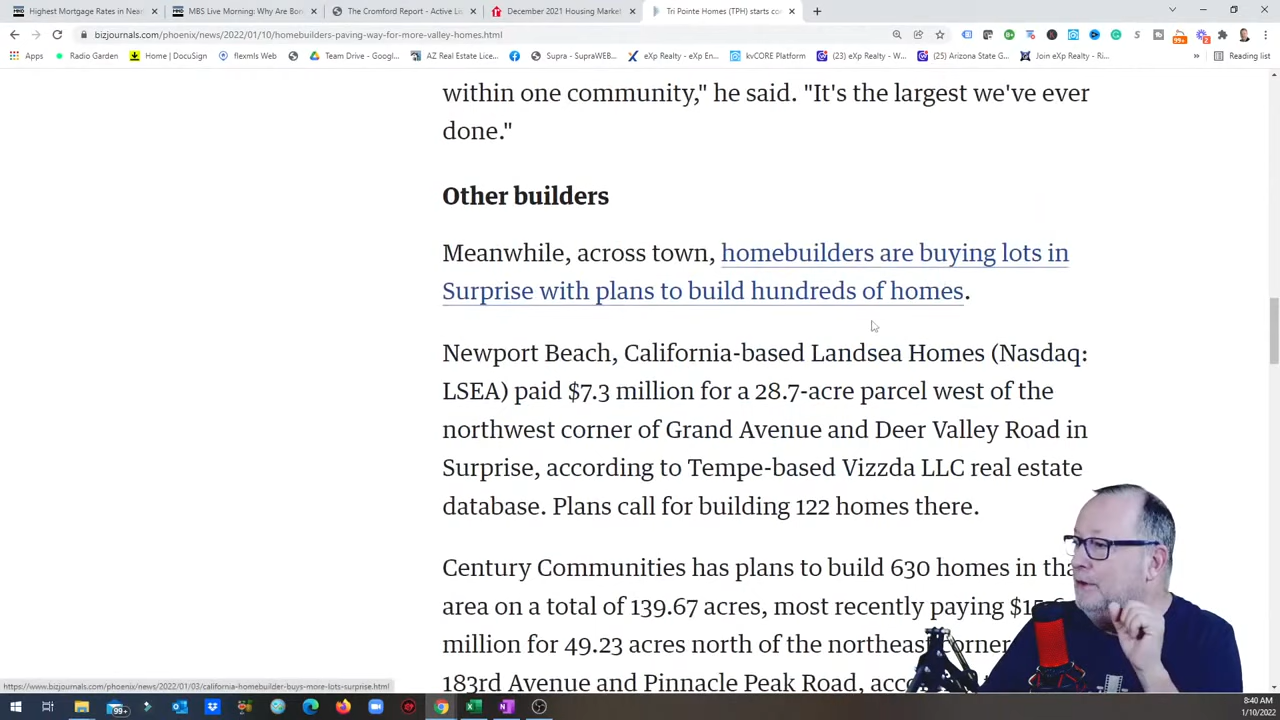 Highest Mortgage Rates in Near
MBS Live Morning: Why Are Bon
The Cromford Report - Active Li
December 2021 Housing Market
Tri Pointe Homes (TPH) starts co
bizjournals.com/phoenix/news/2022/01/10/homebuilders-paving-way-for-more-valley-homes.html
Apps
Radio Garden
Home | DocuSign
flexmls Web
Team Drive - Googl...
AZ Real Estate Lice...
Supra - SupraWEB...
eXp Realty - eXp En...
kvCORE Platform
(23) eXp Realty - W...
(25) Arizona State G...
Join eXp Realty - Ri...
»
Reading list
within one community," he said. "It's the largest we've ever
done."
Other builders
Meanwhile, across town, homebuilders are buying lots in
Surprise with plans to build hundreds of homes.
Newport Beach, California-based Landsea Homes (Nasdaq:
LSEA) paid $7.3 million for a 28.7-acre parcel west of the
northwest corner of Grand Avenue and Deer Valley Road in
Surprise, according to Tempe-based Vizzda LLC real estate
database. Plans call for building 122 homes there.
Century Communities has plans to build 630 homes in tha
area on a total of 139.67 acres, most recently paying
million for 49.23 acres north of the northeast corner
183rd Avenue and Pinnacle Peak Road,
https://www.bizjournals.com/phoenix/news/2022/01/03/california-homebuilder-buys-more-lots-surprise.html
99+
8:40 AM
1/10/2022